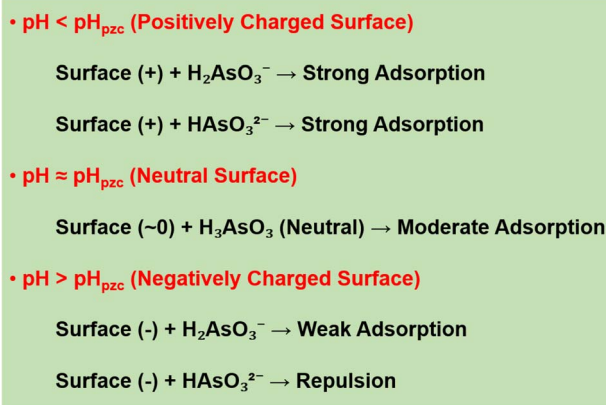 • pH < pHpzc (Positively Charged Surface)
Surface (+) + H₂AsO₃⁻ → Strong Adsorption
Surface (+) + HAsO₃²⁻ → Strong Adsorption
• pH ≈ pHpzc (Neutral Surface)
Surface (~0) + H₃AsO₃ (Neutral) → Moderate Adsorption
• pH > pHpzc (Negatively Charged Surface)
Surface (-) + H₂AsO₃⁻ → Weak Adsorption
Surface (-) + HAsO₃²⁻ → Repulsion